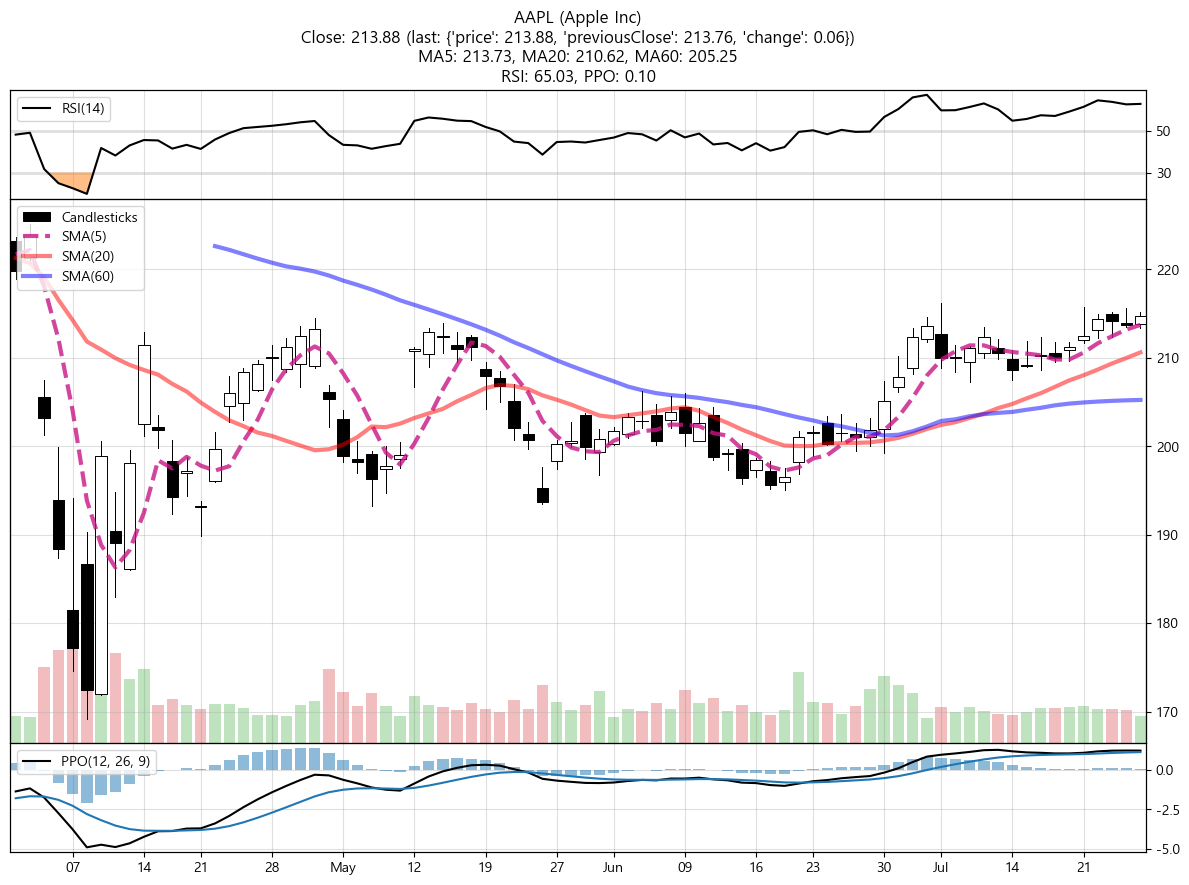 AAPL (Apple Inc)
Close: 213.88 (last: {'price': 213.88, 'previousClose': 213.76, 'change': 0.06})
MA5: 213.73, MA20: 210.62, MA60: 205.25
RSI: 65.03, PPO: 0.10
RSI(14)
50
30
Candlesticks
SMA(5)
SMA(20)
SMA(60)
220
210
200
190
180
170
PPO(12, 26, 9)
0.0
-2.5
-5.0
07 14 21 28 May 12 19 27 Jun 09 16 23 30 Jul 14 21